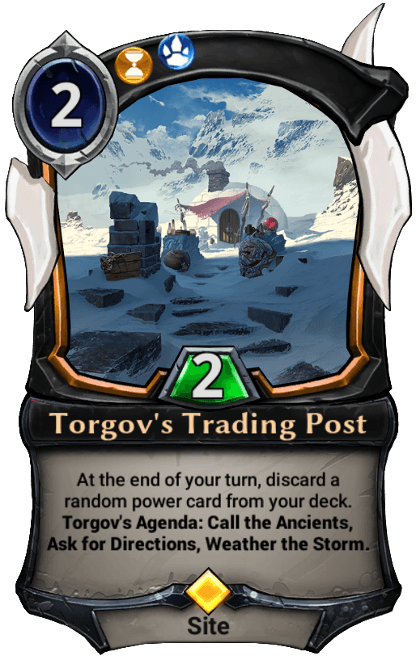 2
2
Torgov's Trading Post
At the end of your turn, discard a
random power card from your deck.
Torgov's Agenda: Call the Ancients,
Ask for Directions, Weather the Storm.
Site